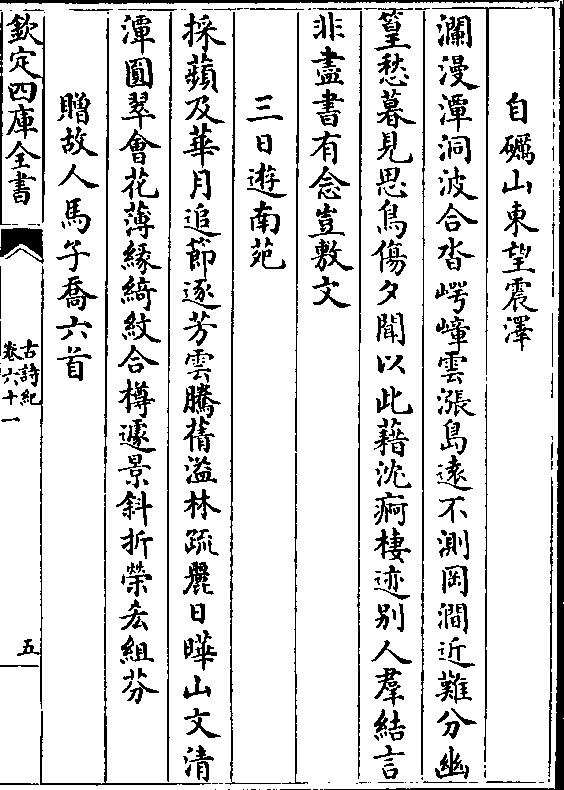 自礪山東望震澤
瀾漫潭洞波合沓崿嶂雲漲島遠不測岡澗近難分幽
篁愁暮見思鳥傷夕聞以此藉沈痾棲迹别人羣結言
非盡書有念豈敷文
三日遊南苑
採蘋及華月追節逐芳雲騰蒨溢林疏麗日曄山文清
潭圓翠會花薄緣綺紋合樽遽景斜折榮吝組芬
贈故人馬子喬六首
欽定四庫全書
古詩紀
卷六十一
五